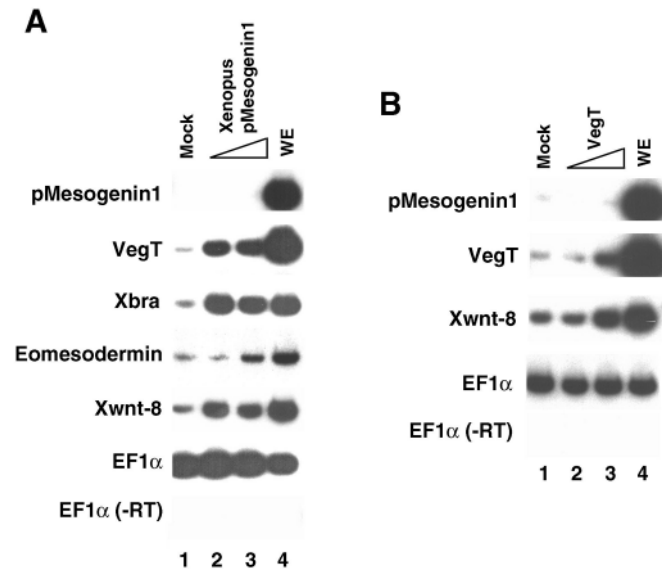 A
Mock
Xenopus
pMesogenin1
WE
pMesogenin1
VegT
Xbra
Eomesodermin
Xwnt-8
EF1α
EF1α (-RT)
1 2 3 4
B
Mock
VegT
WE
pMesogenin1
VegT
Xwnt-8
EF1α
EF1α (-RT)
1 2 3 4